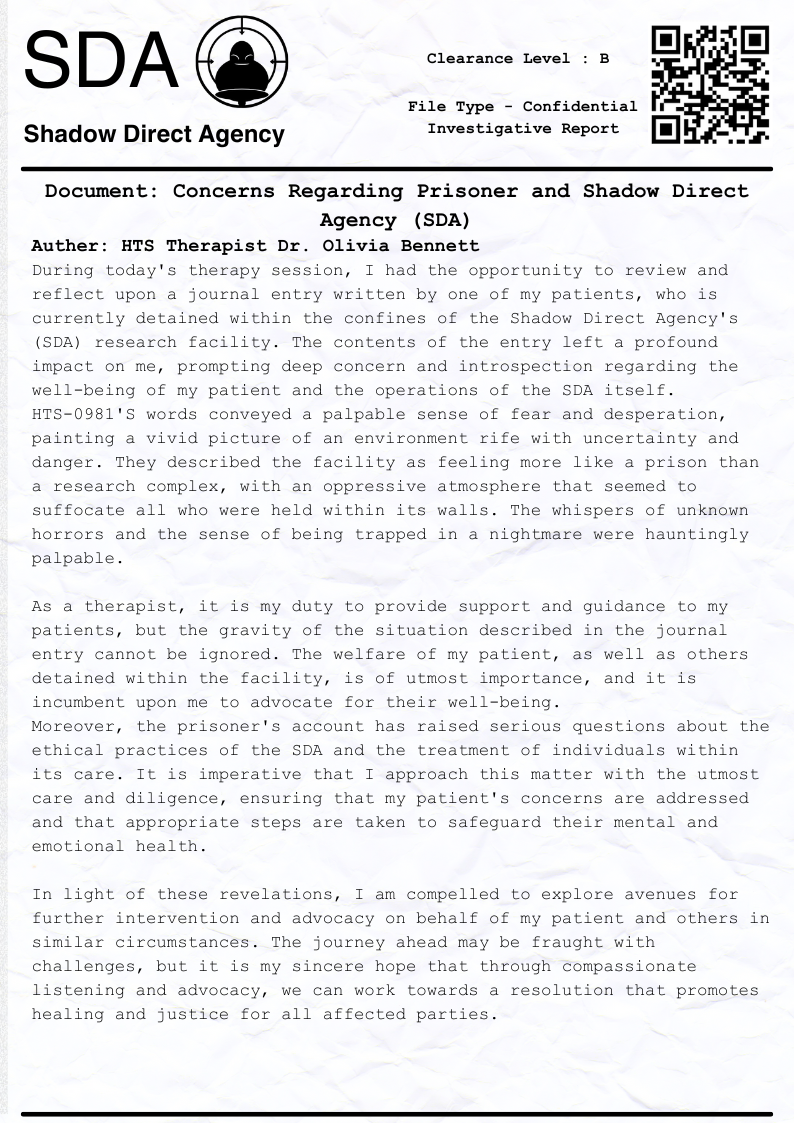 SDA
Shadow Direct Agency
Clearance Level : B
File Type - Confidential
Investigative Report
Document: Concerns Regarding Prisoner and Shadow Direct
Agency (SDA)
Auther: HTS Therapist Dr. Olivia Bennett
During today's therapy session, I had the opportunity to review and
reflect upon a journal entry written by one of my patients, who is
currently detained within the confines of the Shadow Direct Agency's
(SDA) research facility. The contents of the entry left a profound
impact on me, prompting deep concern and introspection regarding the
well-being of my patient and the operations of the SDA itself.
HTS-0981'S words conveyed a palpable sense of fear and desperation,
painting a vivid picture of an environment rife with uncertainty and
danger. They described the facility as feeling more like a prison than
a research complex, with an oppressive atmosphere that seemed to
suffocate all who were held within its walls. The whispers of unknown
horrors and the sense of being trapped in a nightmare were hauntingly
palpable.
As a therapist, it is my duty to provide support and guidance to my
patients, but the gravity of the situation described in the journal
entry cannot be ignored. The welfare of my patient, as well as others
detained within the facility, is of utmost importance, and it is
incumbent upon me to advocate for their well-being.
Moreover, the prisoner's account has raised serious questions about the
ethical practices of the SDA and the treatment of individuals within
its care. It is imperative that I approach this matter with the utmost
care and diligence, ensuring that my patient's concerns are addressed
and that appropriate steps are taken to safeguard their mental and
emotional health.
In light of these revelations, I am compelled to explore avenues for
further intervention and advocacy on behalf of my patient and others in
similar circumstances. The journey ahead may be fraught with
challenges, but it is my sincere hope that through compassionate
listening and advocacy, we can work towards a resolution that promotes
healing and justice for all affected parties.